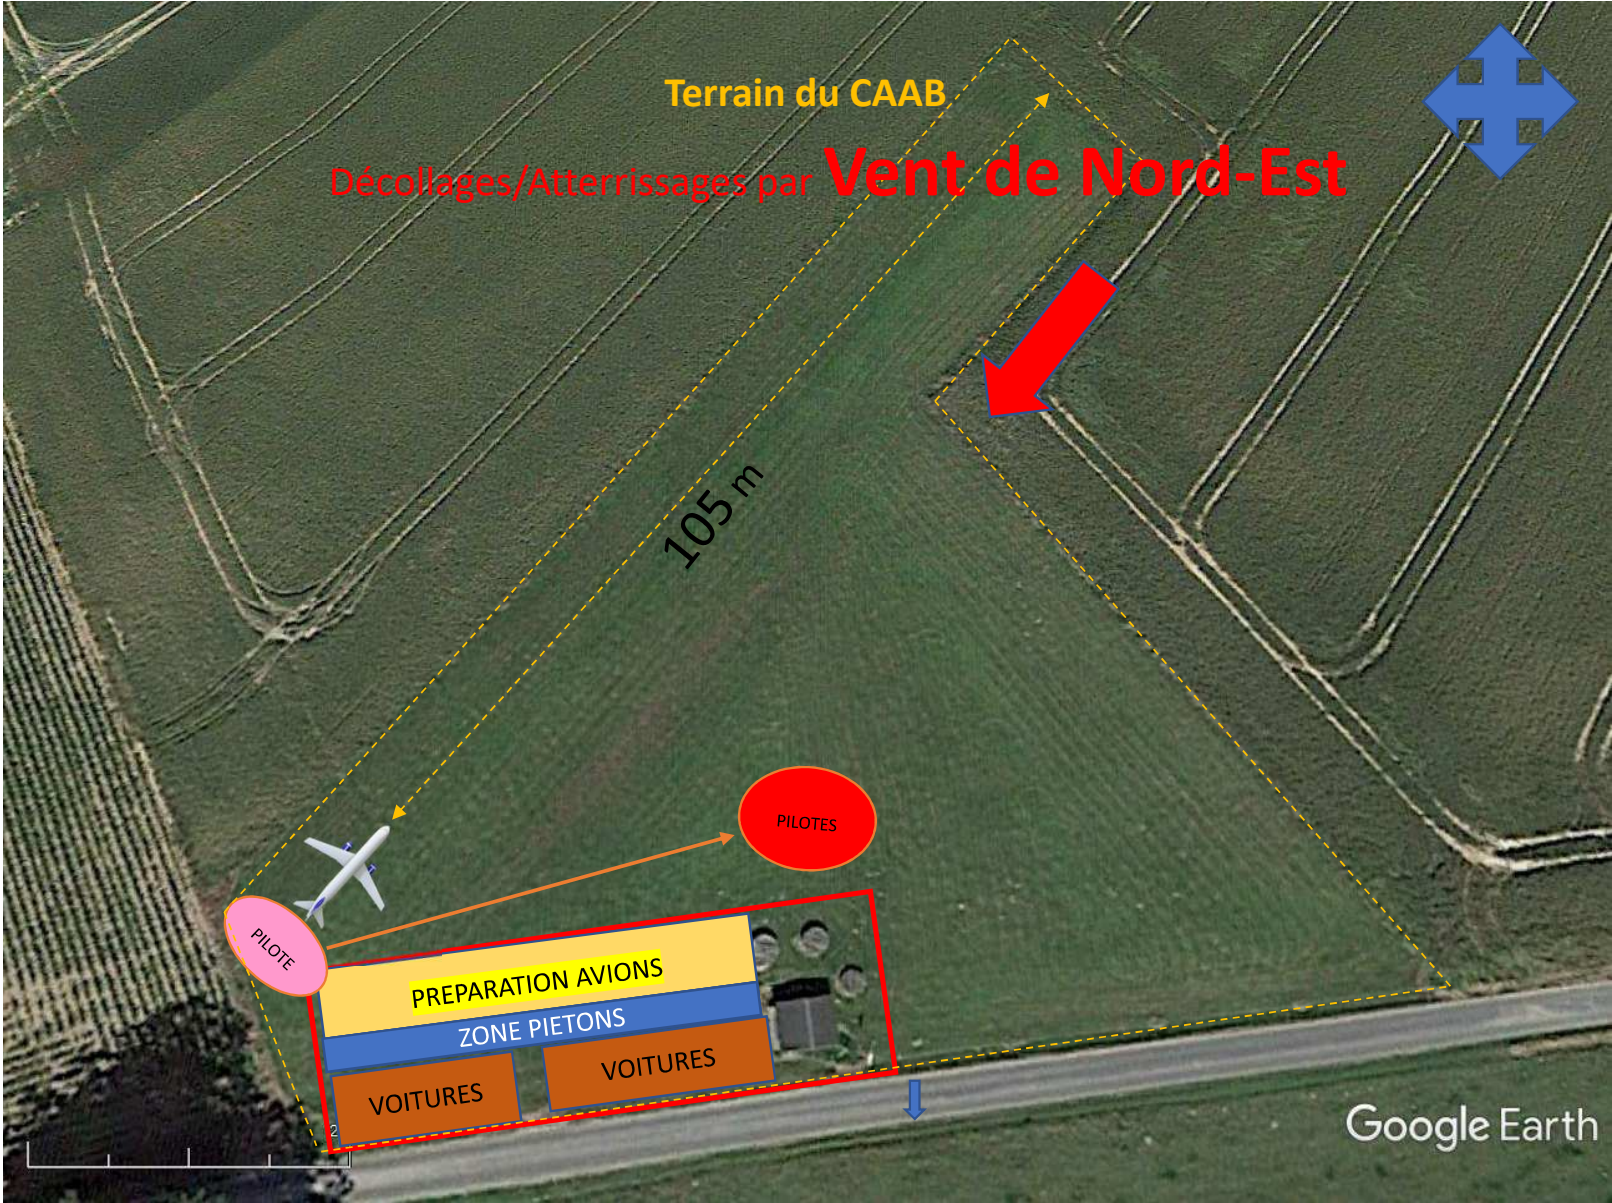 Terrain du CAAB
Décollages/Atterrissages par Vent de Nord-Est
105 m
PILOTES
PILOTE
PREPARATION AVIONS
ZONE PIETONS
VOITURES
VOITURES
Google Earth